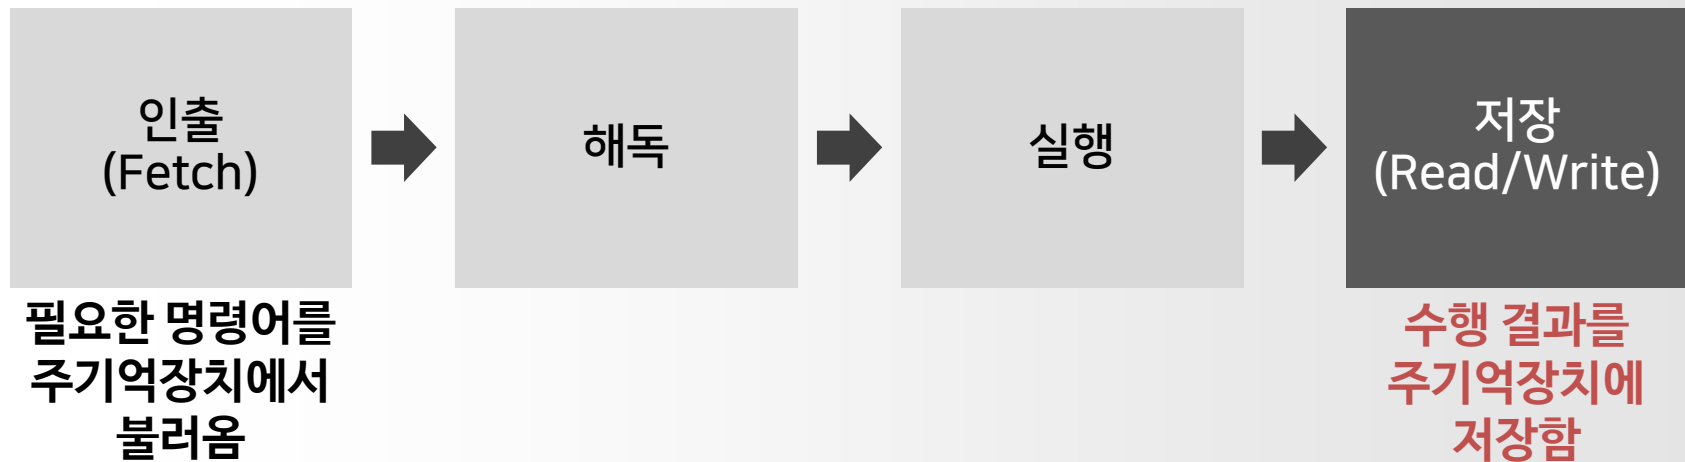 인출
(Fetch)
해독
실행
저장
(Read/Write)
필요한 명령어를
주기억장치에서
불러옴
수행 결과를
주기억장치에
저장함